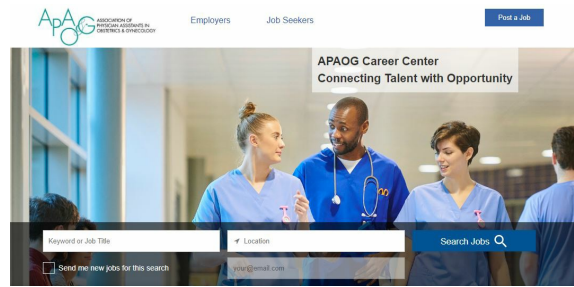 APAOG
ASSOCIATION OF
PHYSICIAN ASSISTANTS IN
OBSTETRICS & GYNECOLOGY
Employers
Job Seekers
Post a Job
APAOG Career Center
Connecting Talent with Opportunity
Keyword or Job Title
Location
Search Jobs
Send me new jobs for this search
your@email.com